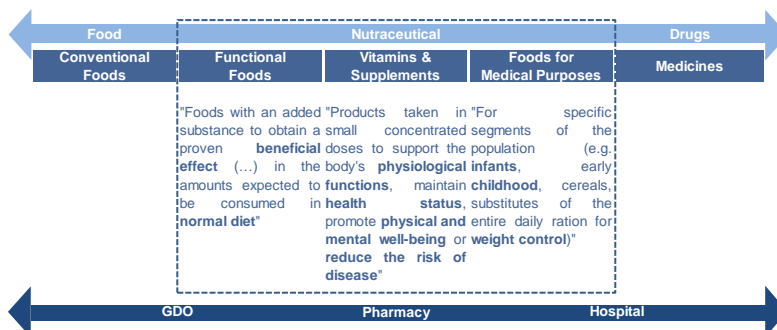 Food Nutraceutical Drugs
Conventional
Foods
Functional
Foods
Vitamins &
Supplements
Foods for
Medical Purposes
Medicines
"Foods with an added
substance to obtain a
proven beneficial
effect (…) in the
amounts expected to
be consumed in
normal diet"
"Products taken in
small concentrated
doses to support the
body's physiological
functions, maintain
health status,
promote physical and
mental well-being or
reduce the risk of
disease"
"For specific
segments of the
population (e.g.
infants, early
childhood, cereals,
substitutes of the
entire daily ration for
weight control)"
GDO Pharmacy Hospital